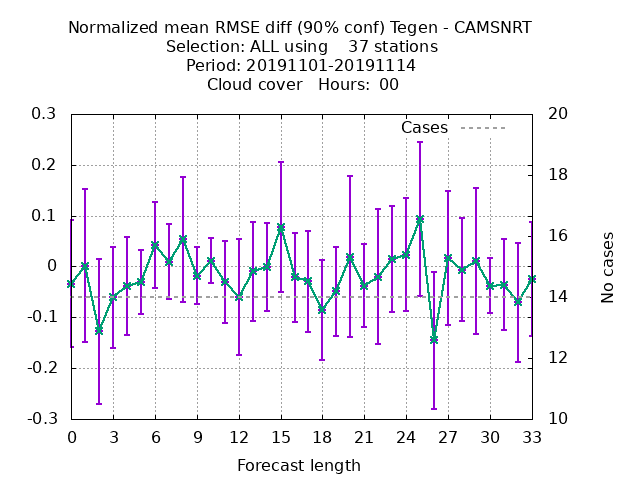 Normalized mean RMSE diff (90% conf) Tegen - CAMSNRT
Selection: ALL using    37 stations
Period: 20191101-20191114
Cloud cover   Hours:  00
Cases
0.3
0.2
0.1
0
-0.1
-0.2
-0.3
20
18
16
14
12
10
No cases
0 3 6 9 12 15 18 21 24 27 30 33
Forecast length